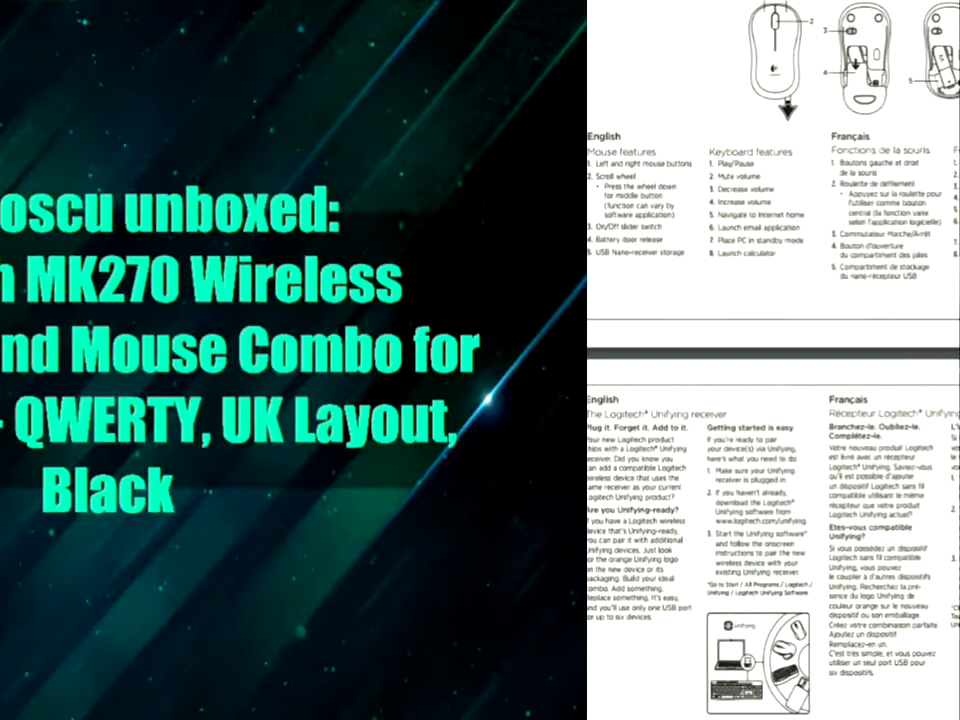 oscu unboxed:
MK270 Wireless
nd Mouse Combo for
- QWERTY, UK Layout,
Black
2
3
4
5
English
Mouse features
1. Left and right mouse buttons
2. Scroll wheel
• Press the wheel down
for middle button
(function can vary by
software application)
3. On/Off slider switch
4. Battery door release
5. USB Nano-receiver storage
Keyboard features
1. Play/Pause
2. Mute volume
3. Decrease volume
4. Increase volume
5. Navigate to Internet home
6. Launch email application
7. Place PC in standby mode
8. Launch calculator
Français
Fonctions de la souris
1. Boutons gauche et droit
de la souris
2. Roulette de défilement
• Appuyez sur la roulette pour
l'utiliser comme bouton
central (la fonction varie
selon l'application logicielle)
3. Commutateur Marche/Arrêt
4. Bouton d'ouverture
du compartiment des piles
5. Compartiment de stockage
du nano-récepteur USB
English
The Logitech® Unifying receiver
Plug it. Forget it. Add to it.
Your new Logitech product
ships with a Logitech® Unifying
receiver. Did you know you
can add a compatible Logitech
wireless device that uses the
same receiver as your current
Logitech Unifying product?
Are you Unifying-ready?
If you have a Logitech wireless
device that's Unifying-ready,
you can pair it with additional
Unifying devices. Just look
for the orange Unifying logo
on the new device or its
packaging. Build your ideal
combo. Add something.
Replace something. It's easy,
and you'll use only one USB port
for up to six devices.
Getting started is easy
If you're ready to pair
your device(s) via Unifying,
here's what you need to do:
1. Make sure your Unifying
receiver is plugged in.
2. If you haven't already,
download the Logitech®
Unifying software from
www.logitech.com/unifying.
3. Start the Unifying software*
and follow the onscreen
instructions to pair the new
wireless device with your
existing Unifying receiver.
*Go to Start / All Programs / Logitech /
Unifying / Logitech Unifying Software
unifying
Français
Récepteur Logitech® Unifying
Branchez-le. Oubliez-le.
Complétez-le.
Votre nouveau produit Logitech
est livré avec un récepteur
Logitech® Unifying. Saviez-vous
qu'il est possible d'ajouter
un dispositif Logitech sans fil
compatible utilisant le même
récepteur que votre produit
Logitech Unifying actuel?
Etes-vous compatible
Unifying?
Si vous possédez un dispositif
Logitech sans fil compatible
Unifying, vous pouvez
le coupler à d'autres dispositifs
Unifying. Recherchez la pré-
sence du logo Unifying de
couleur orange sur le nouveau
dispositif ou son emballage.
Créez votre combinaison parfaite.
Ajoutez un dispositif.
Remplacez-en un.
C'est très simple, et vous pouvez
utiliser un seul port USB pour
six dispositifs.